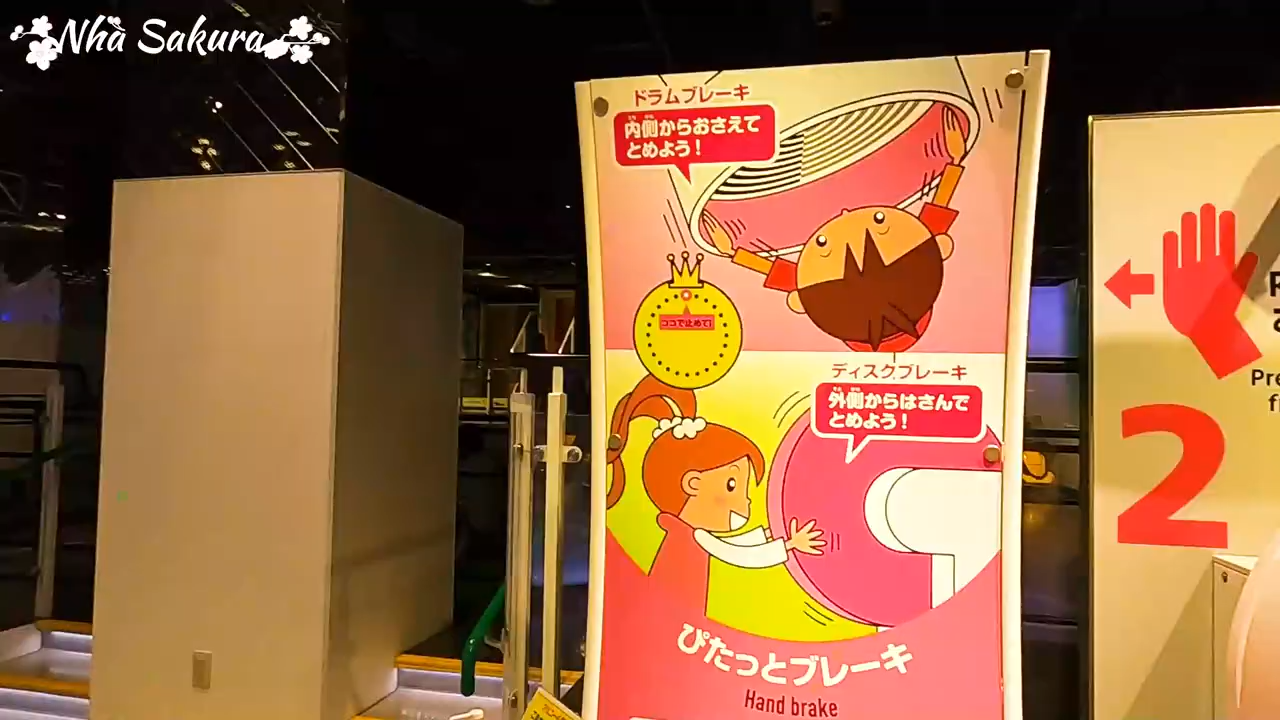 Nhà Sakura
ドラムブレーキ
内側からおさえて
とめよう！
ココで止めて!
ディスクブレーキ
外側からはさんで
とめよう！
ぴたっとブレーキ
Hand brake
2